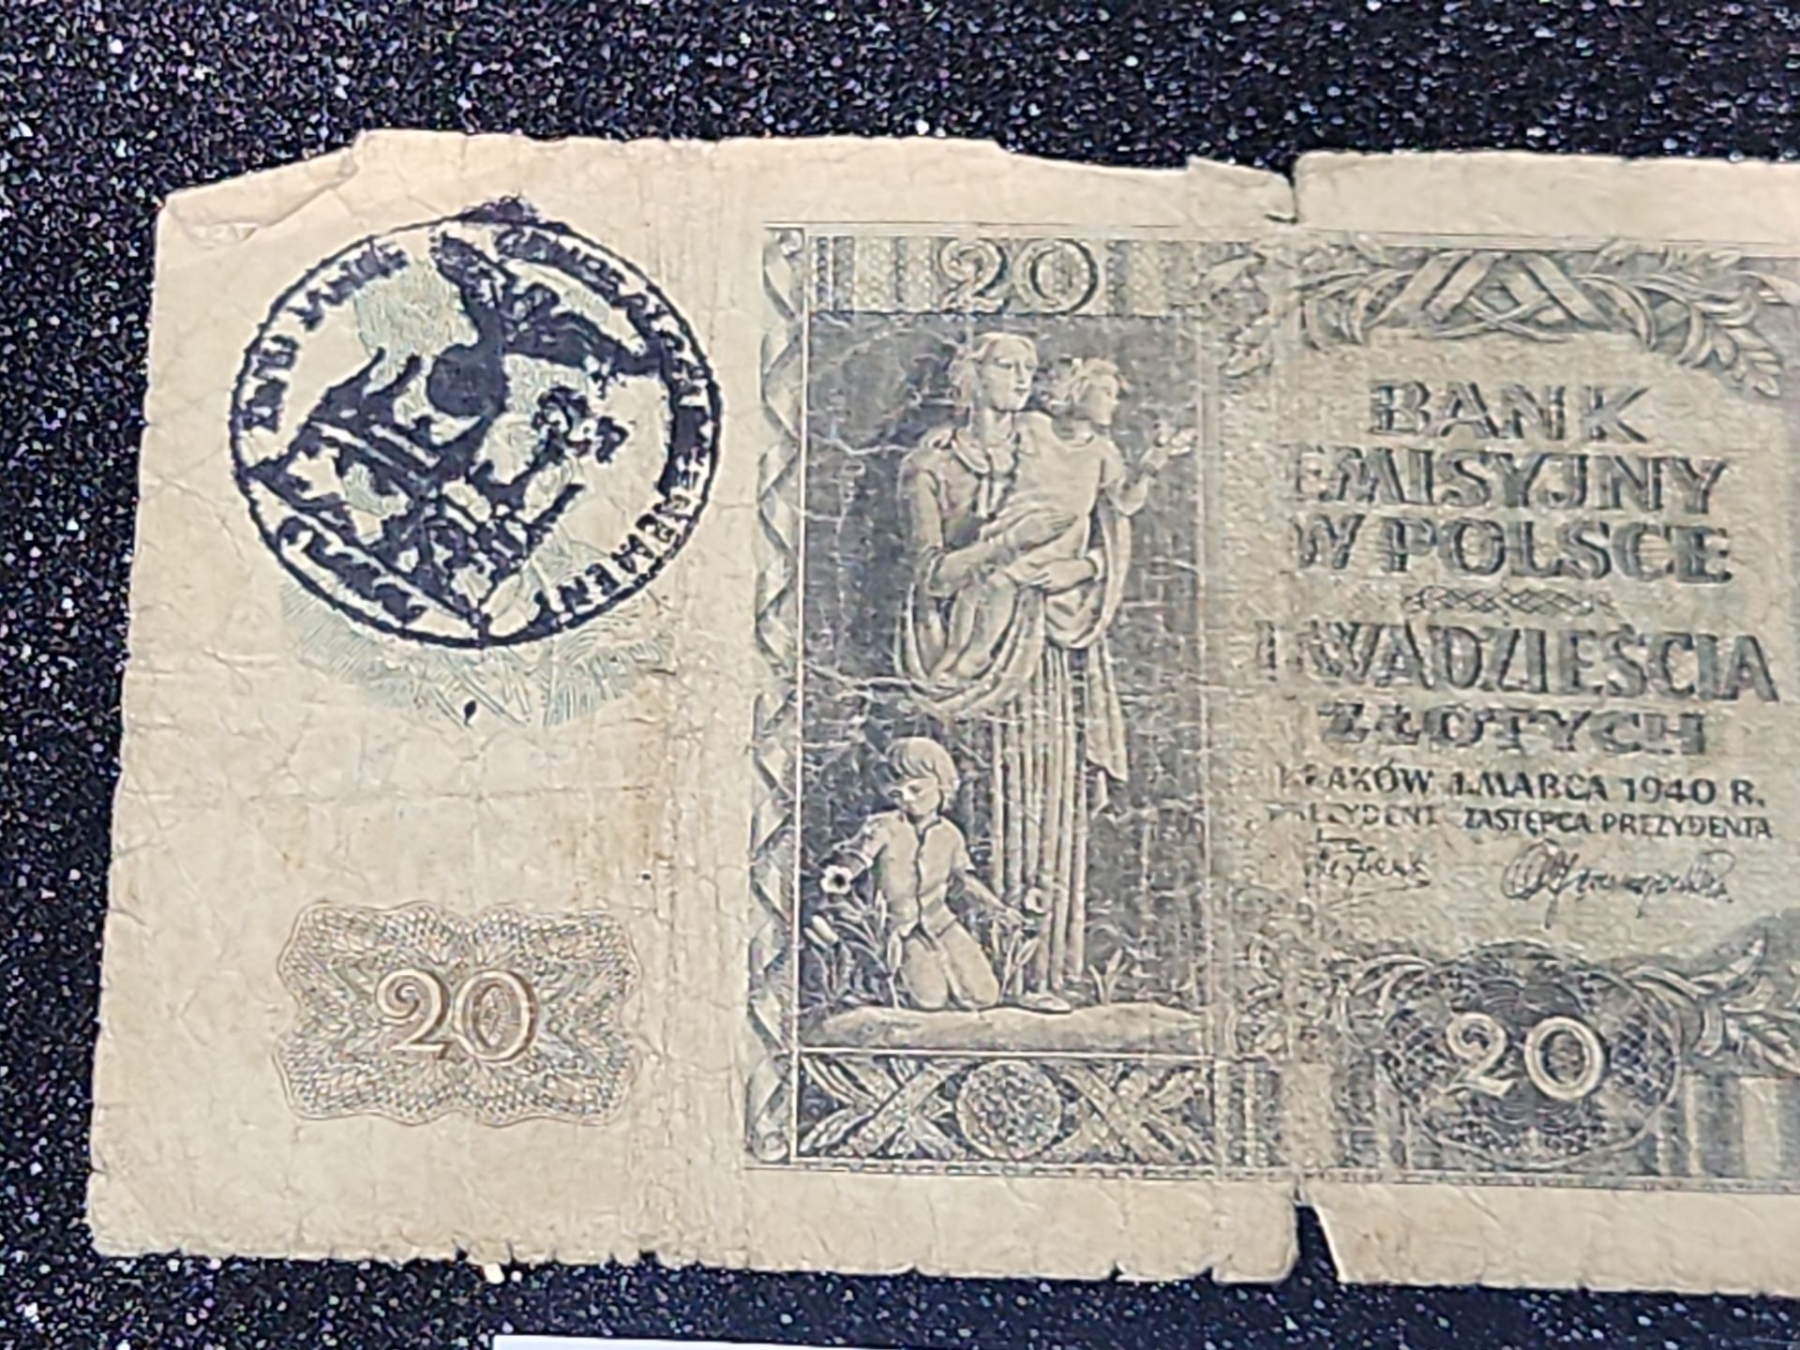 20
BANK
EMISYJNY
W POLSCE
DWADZIEŚCIA
ZŁOTYCH
KRAKÓW 1.MARCA 1940 R.
PREZYDENT ZASTĘPCA PREZYDENTA
20
20